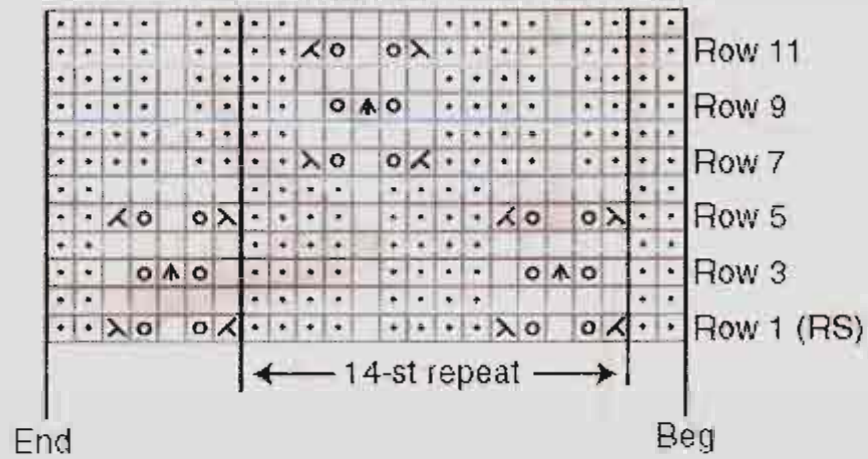 Row 11
Row 9
Row 7
Row 5
Row 3
Row 1 (RS)
14-st repeat
End
Beg